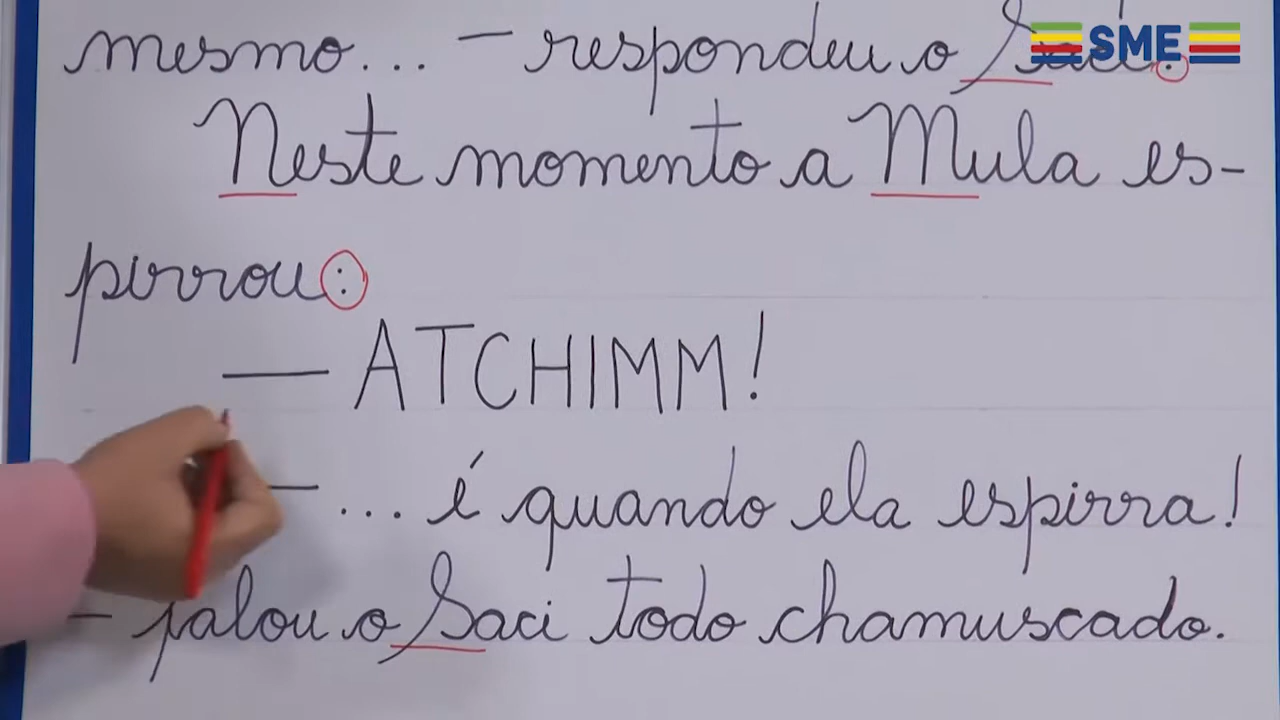 mesmo... – respondeu o Saci.
SME
Neste momento a Mula es-
pirrou:
— ATCHIMM!
– ... é quando ela espirra!
– falou o Saci todo chamuscado.